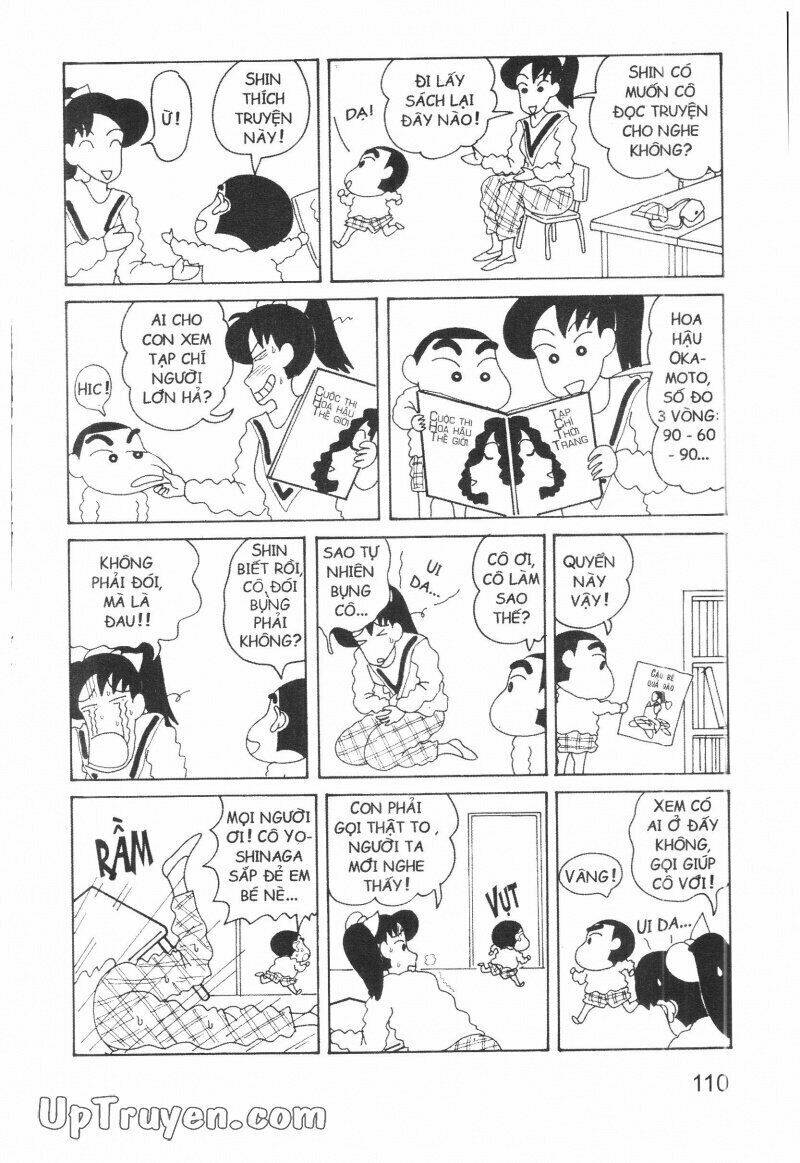 SHIN CÓ
MUỐN CÔ
ĐỌC TRUYỆN
CHO NGHE
KHÔNG?
ĐI LẤY
SÁCH LẠI
ĐÂY NÀO!
DẠ!
SHIN
THÍCH
TRUYỆN
NÀY!
Ữ!
HOA
HẬU
OKA-
MOTO,
SỐ ĐO
3 VÒNG:
90 - 60
- 90...
CUỘC THI
HOA HẬU
THẾ GIỚI
TẠP
CHÍ
THỜI
TRANG
AI CHO
CON XEM
TẠP CHÍ
NGƯỜI
LỚN HẢ?
HIC!
CUỘC THI
HOA HẬU
THẾ GIỚI
QUYỂN
NÀY
VẬY!
CẬU BÉ
QUẢ ĐÀO
CÔ ƠI,
CÔ LÀM
SAO
THẾ?
UI
DA...
SAO TỰ
NHIÊN
BỤNG
CÔ...
SHIN
BIẾT RỒI,
CÔ ĐÓI
BỤNG
PHẢI
KHÔNG?
KHÔNG
PHẢI ĐÓI,
MÀ LÀ
ĐAU!!
XEM CÓ
AI Ở ĐẤY
KHÔNG,
GỌI GIÚP
CÔ VỚI!
VÂNG!
UI DA...
CON PHẢI
GỌI THẬT TO,
NGƯỜI TA
MỚI NGHE
THẤY!
VỤT
MỌI NGƯỜI
ƠI! CÔ YO-
SHINAGA
SẮP ĐẺ EM
BÉ NÈ...
RẦM
110
UpTruyen.com